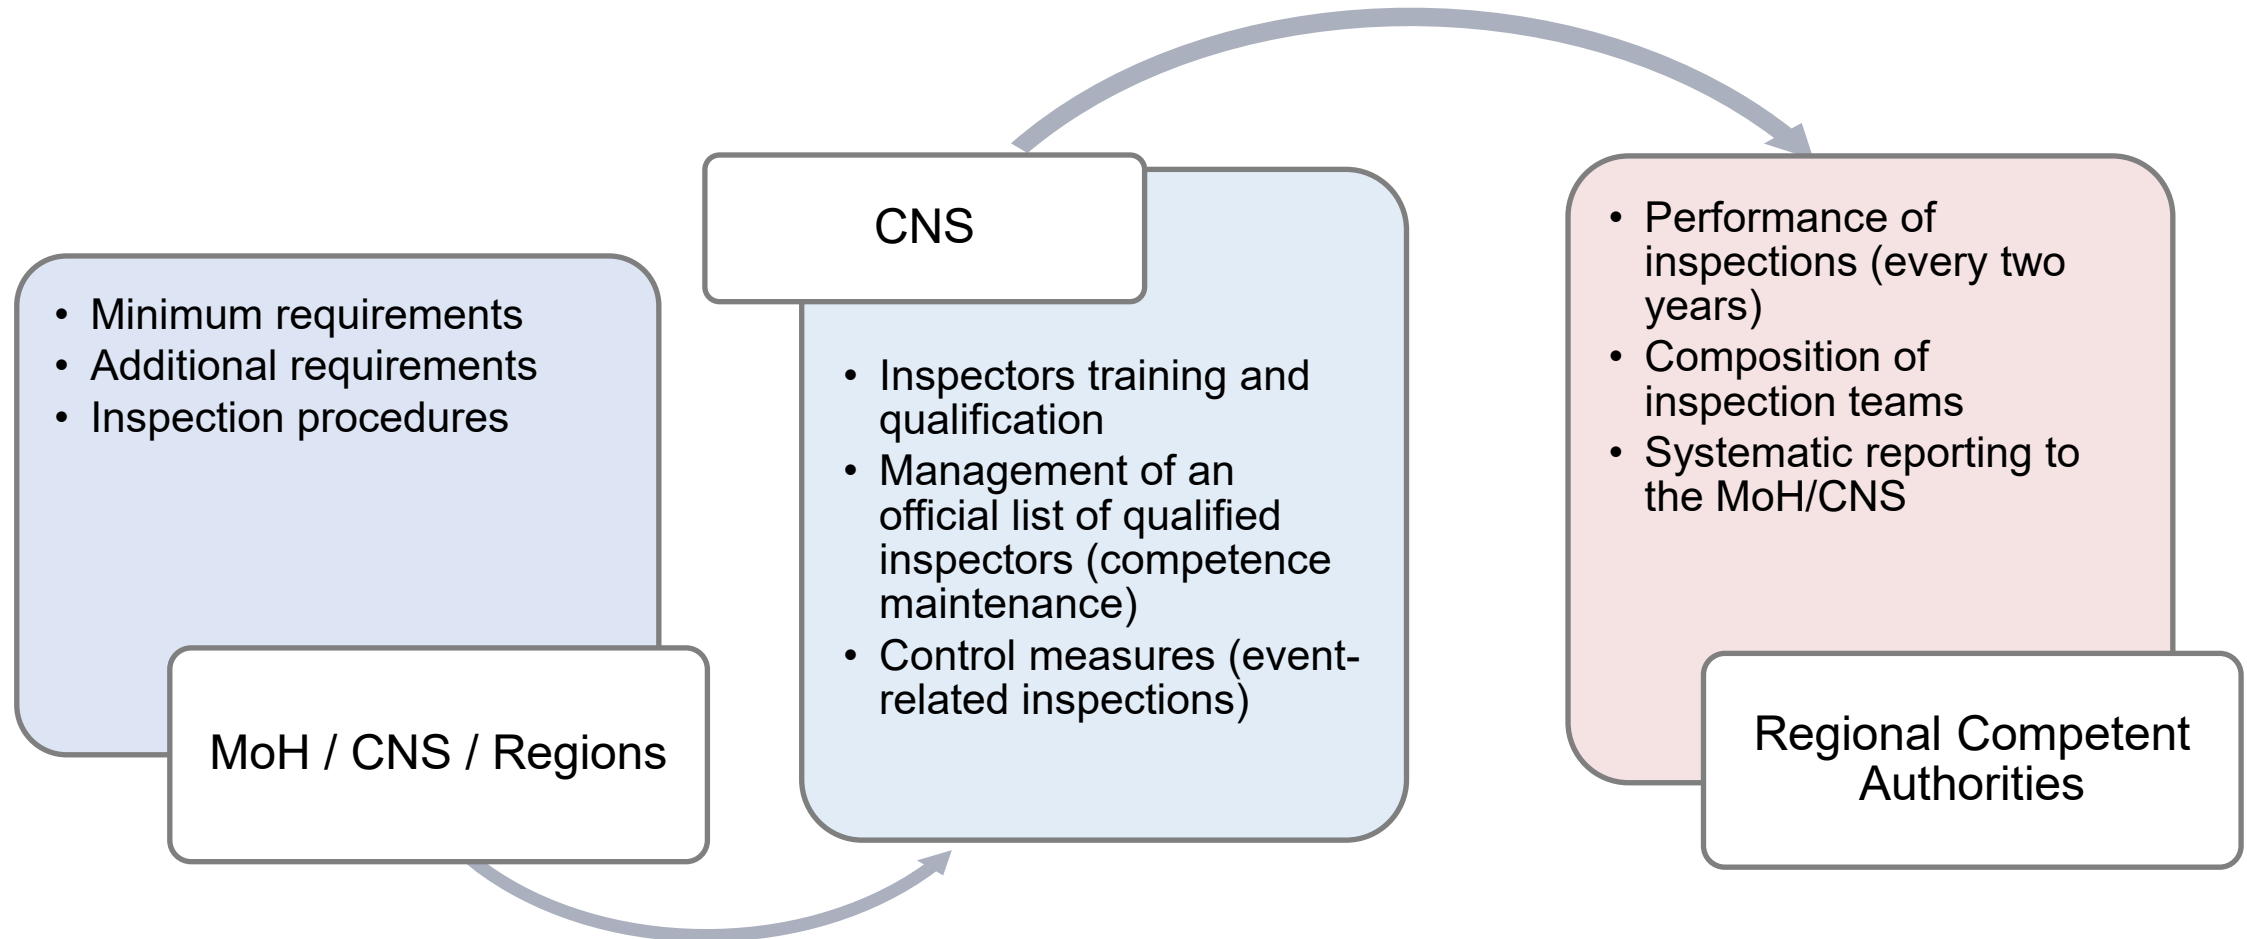 • Minimum requirements
• Additional requirements
• Inspection procedures
MoH / CNS / Regions
CNS
• Inspectors training and
qualification
• Management of an
official list of qualified
inspectors (competence
maintenance)
• Control measures (event-
related inspections)
• Performance of
inspections (every two
years)
• Composition of
inspection teams
• Systematic reporting to
the MoH/CNS
Regional Competent
Authorities